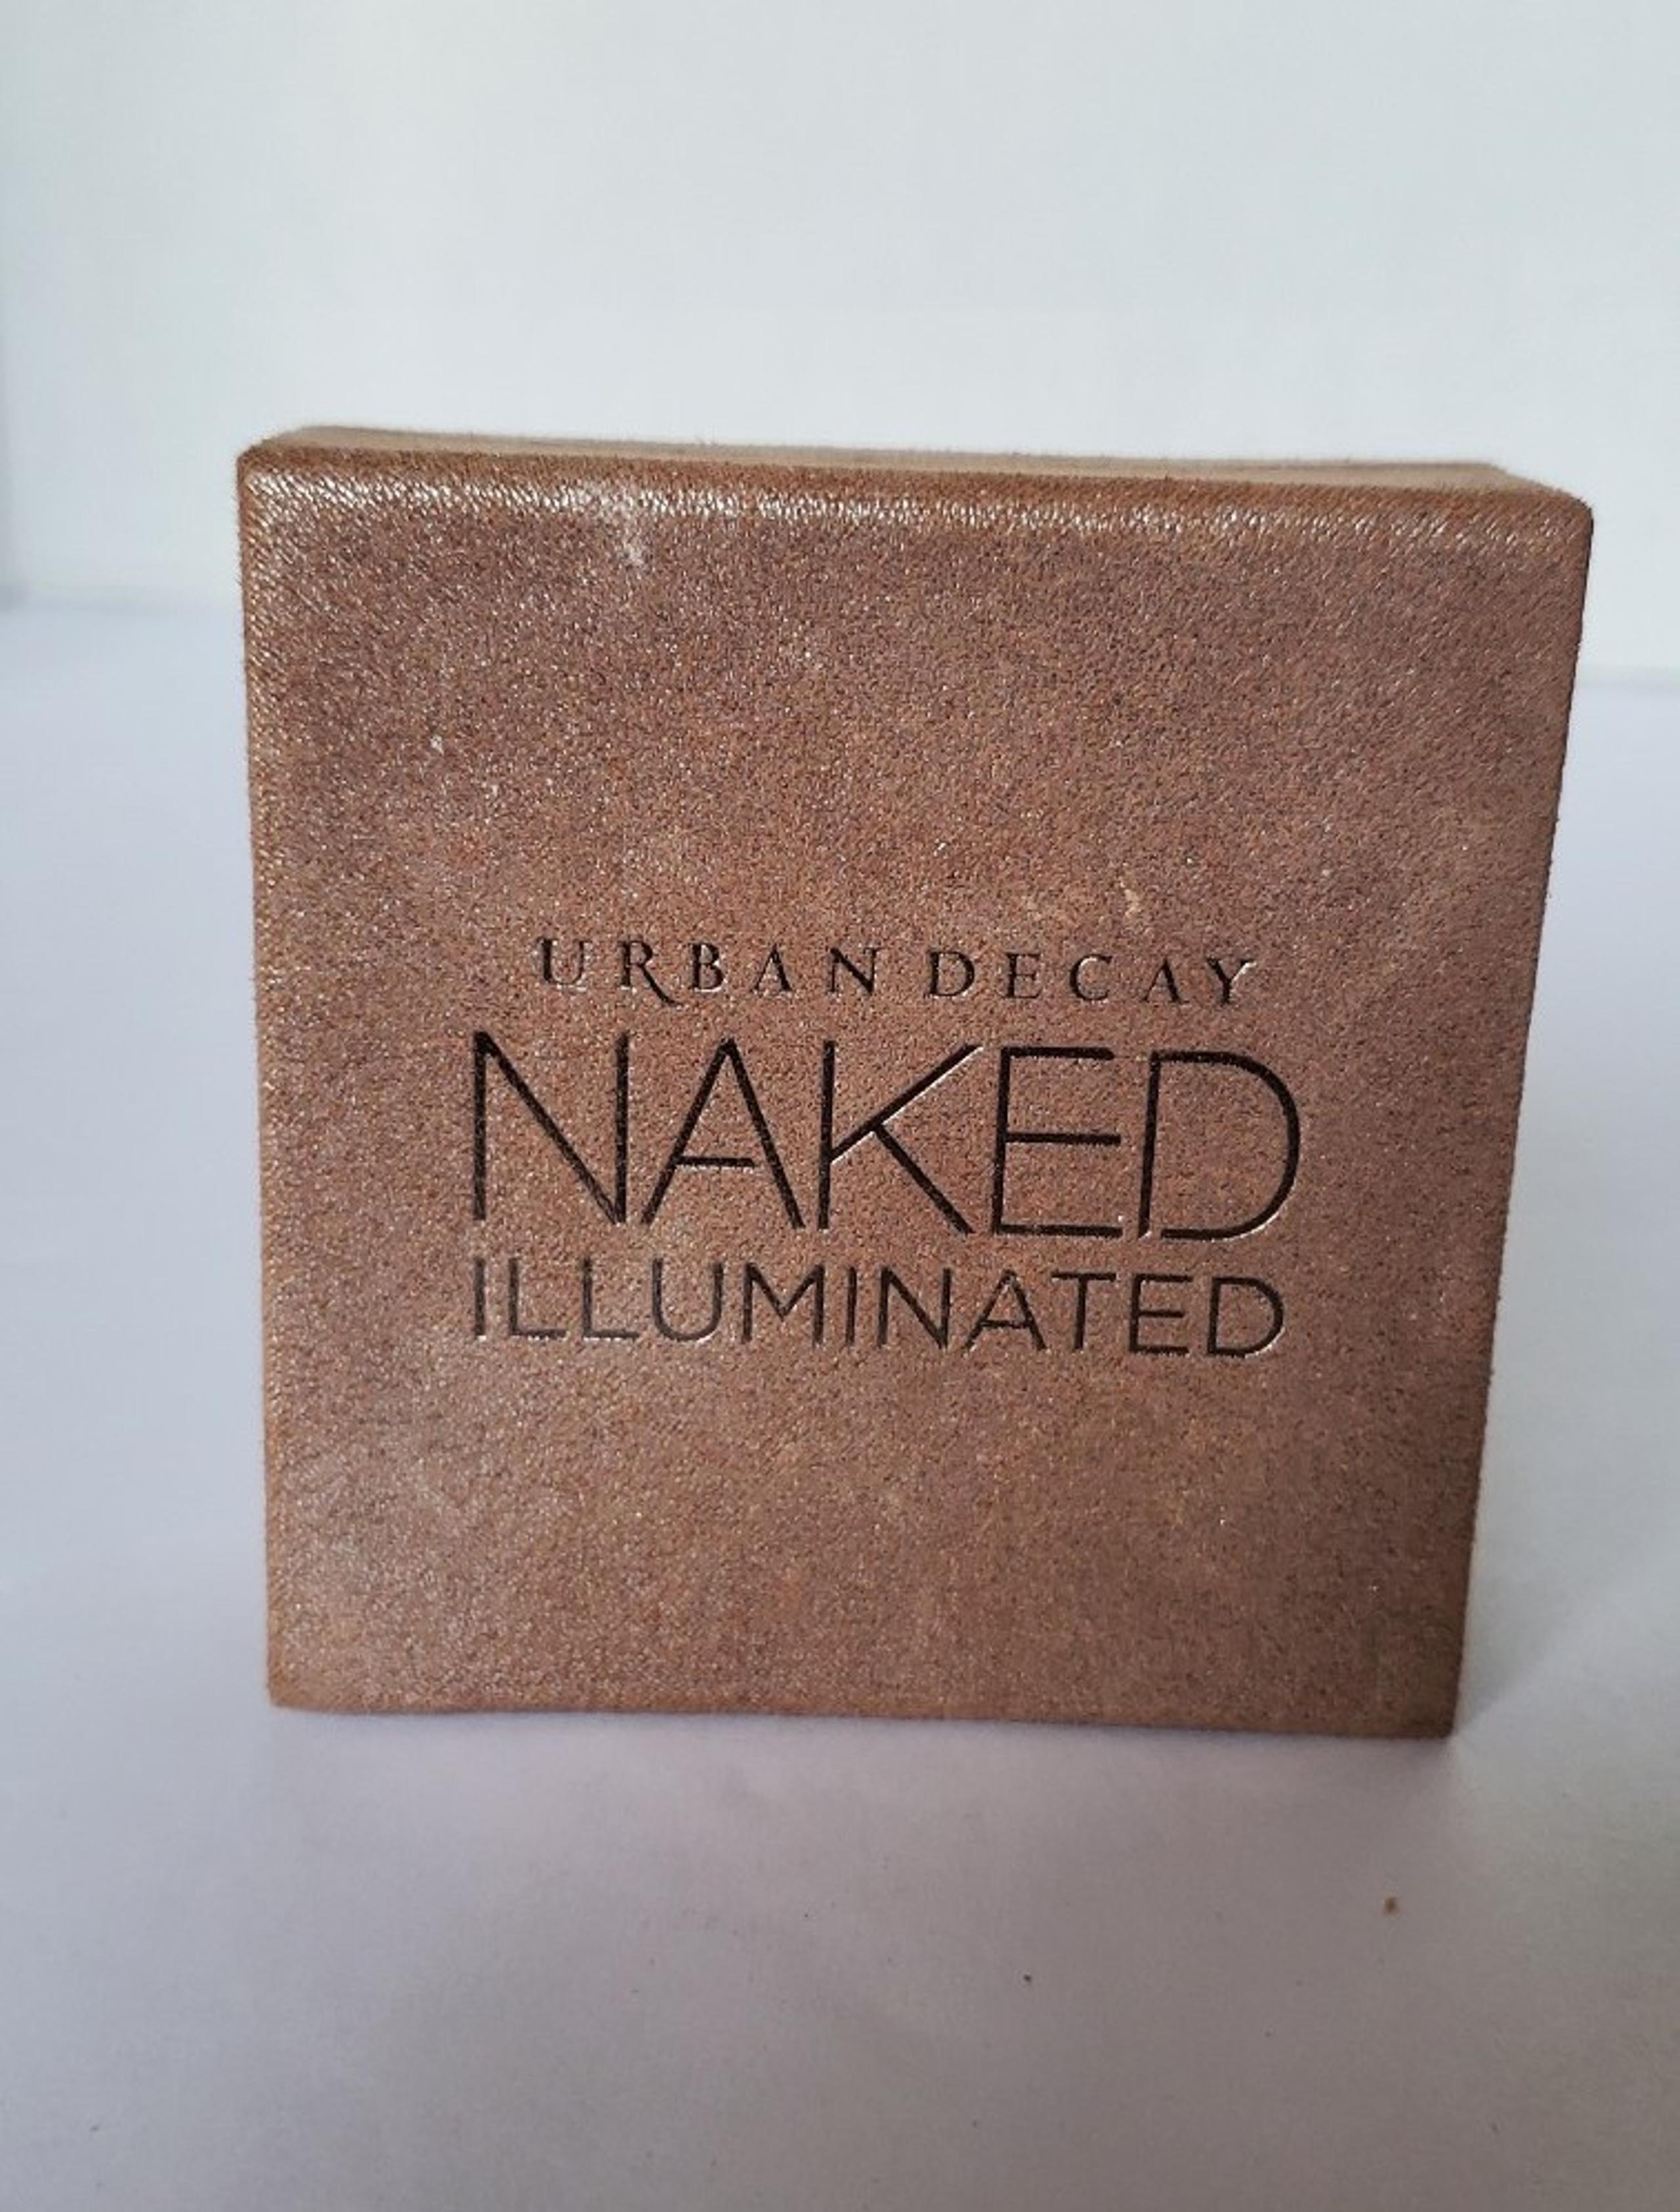 URBAN DECAY
NAKED
ILLUMINATED